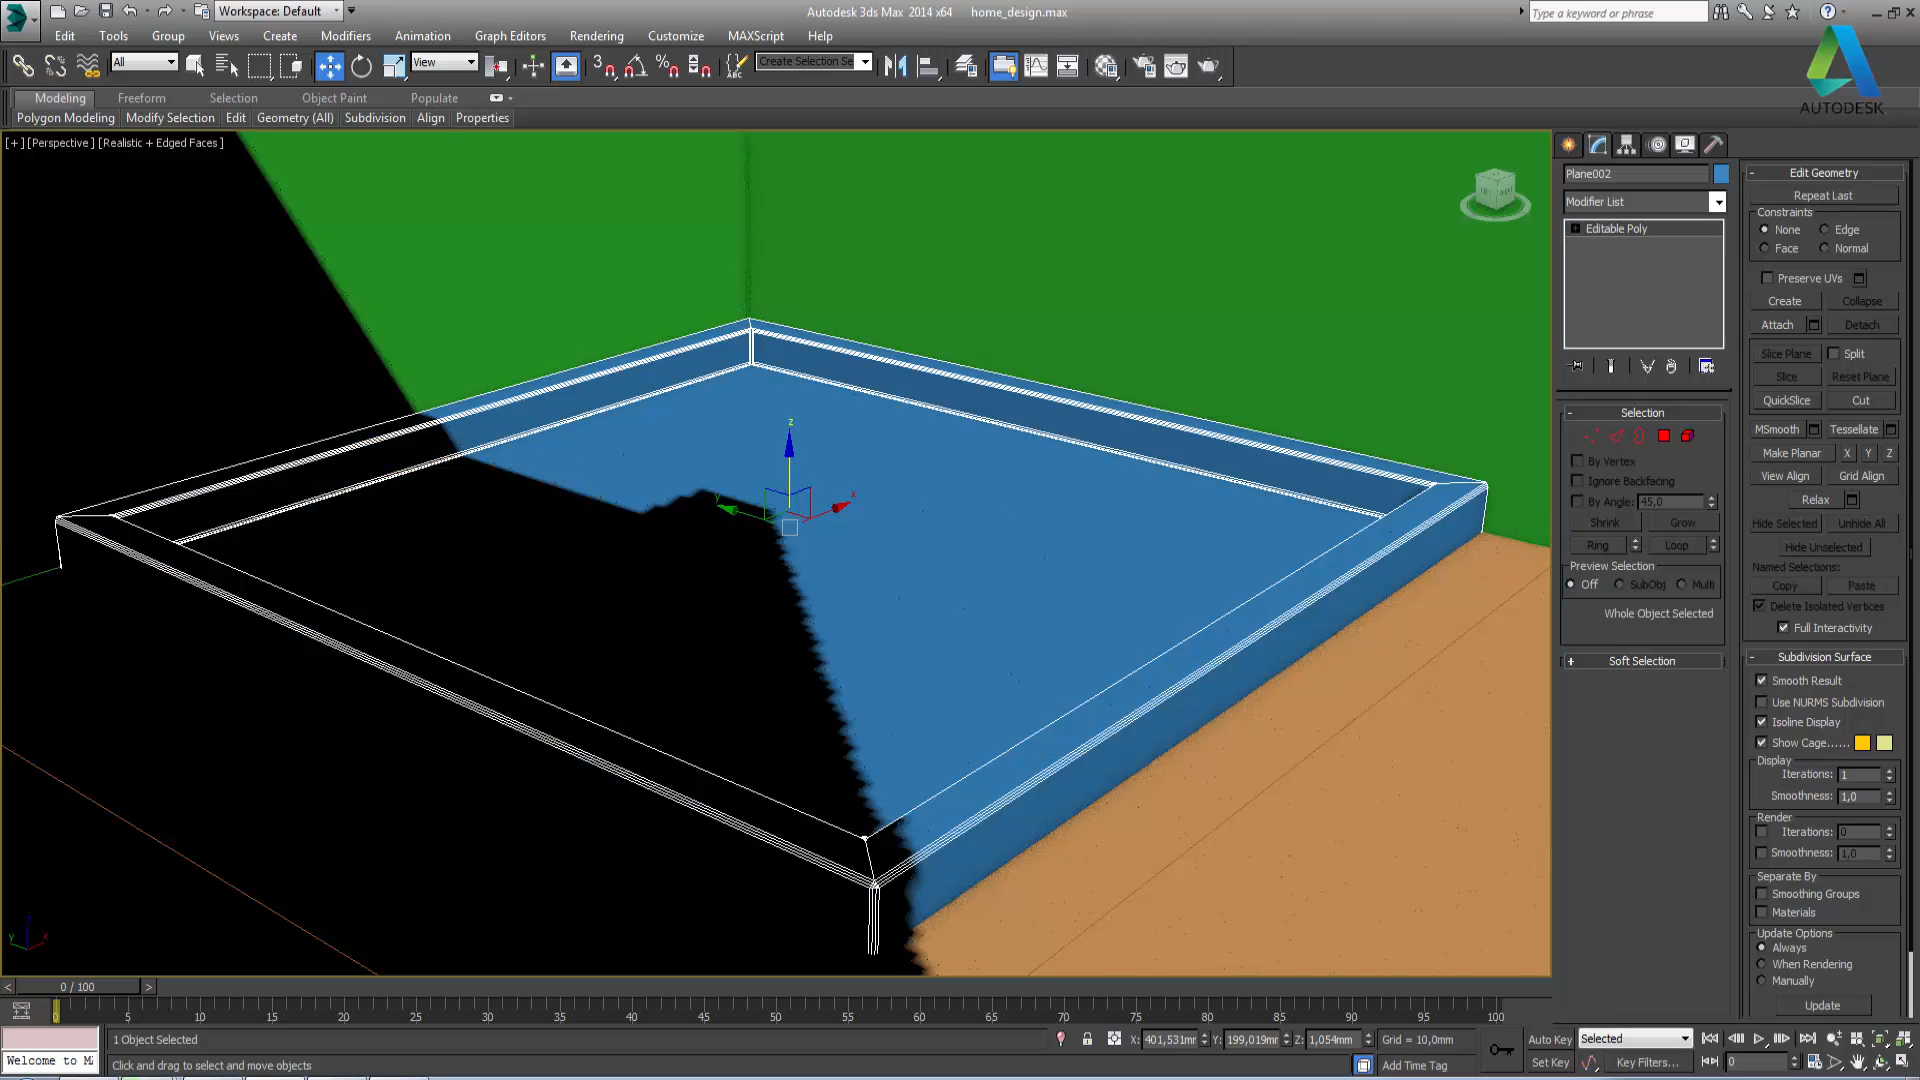 Workspace: Default
Autodesk 3ds Max 2014 x64 home_design.max
Type a keyword or phrase
Edit Tools Group Views Create Modifiers Animation Graph Editors Rendering Customize MAXScript Help
All View Create Selection Se
AUTODESK
Modeling Freeform Selection Object Paint Populate
Polygon Modeling Modify Selection Edit Geometry (All) Subdivision Align Properties
[+] [Perspective] [Realistic + Edged Faces]
z
y
x
Plane002
Modifier List
Editable Poly
- Selection
By Vertex
Ignore Backfacing
By Angle: 45,0
Shrink Grow
Ring Loop
Preview Selection
Off SubObj Multi
Whole Object Selected
+ Soft Selection
- Edit Geometry
Repeat Last
Constraints
None Edge
Face Normal
Preserve UVs
Create Collapse
Attach Detach
Slice Plane Split
Slice Reset Plane
QuickSlice Cut
MSmooth Tessellate
Make Planar X Y Z
View Align Grid Align
Relax
Hide Selected Unhide All
Hide Unselected
Named Selections:
Copy Paste
Delete Isolated Vertices
Full Interactivity
- Subdivision Surface
Smooth Result
Use NURMS Subdivision
Isoline Display
Show Cage......
Display
Iterations: 1
Smoothness: 1,0
Render
Iterations: 0
Smoothness: 1,0
Separate By
Smoothing Groups
Materials
Update Options
Always
When Rendering
Manually
Update
< 0 / 100 >
0 5 10 15 20 25 30 35 40 45 50 55 60 65 70 75 80 85 90 95 100
1 Object Selected
X: 401,531mm Y: 199,019mm Z: 1,054mm Grid = 10,0mm
Auto Key Selected
Welcome to M
Click and drag to select and move objects
Add Time Tag
Set Key Key Filters... 0